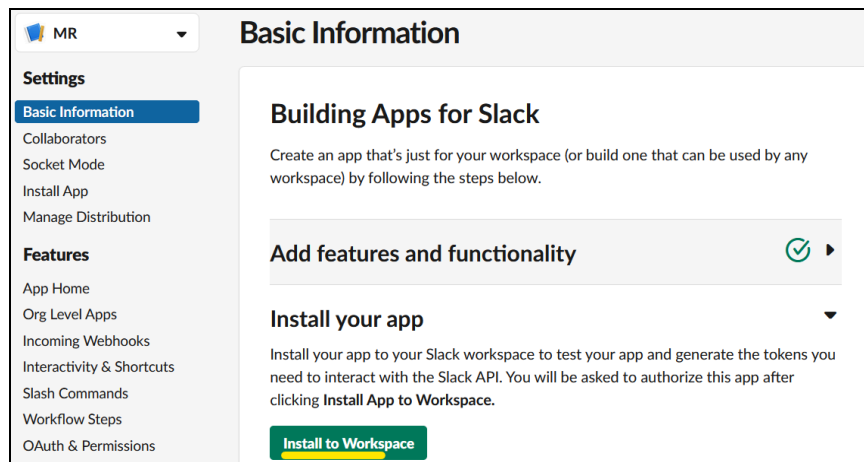 MR
Settings
Basic Information
Collaborators
Socket Mode
Install App
Manage Distribution
Features
App Home
Org Level Apps
Incoming Webhooks
Interactivity & Shortcuts
Slash Commands
Workflow Steps
OAuth & Permissions
Basic Information
Building Apps for Slack
Create an app that's just for your workspace (or build one that can be used by any
workspace) by following the steps below.
Add features and functionality
Install your app
Install your app to your Slack workspace to test your app and generate the tokens you
need to interact with the Slack API. You will be asked to authorize this app after
clicking Install App to Workspace.
Install to Workspace